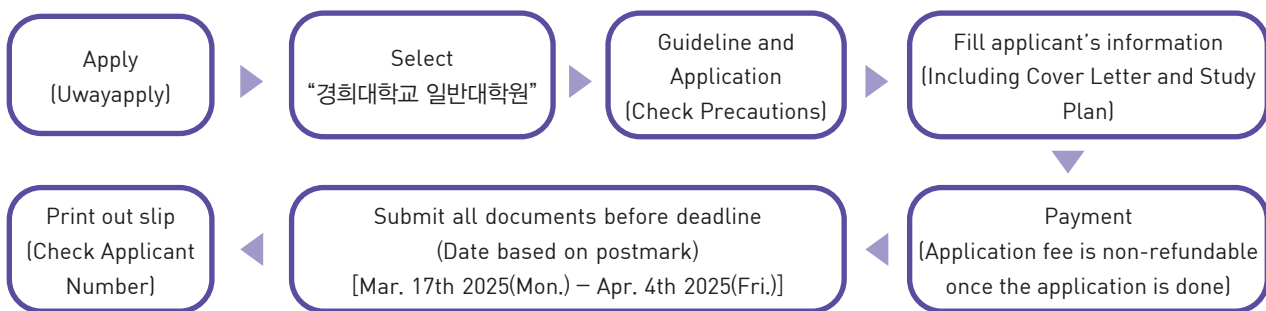 Apply
(Uwayapply)
Select
“경희대학교 일반대학원”
Guideline and
Application
(Check Precautions)
Fill applicant’s information
(Including Cover Letter and Study
Plan)
Payment
(Application fee is non-refundable
once the application is done)
Submit all documents before deadline
(Date based on postmark)
[Mar. 17th 2025(Mon.) – Apr. 4th 2025(Fri.)]
Print out slip
(Check Applicant
Number)